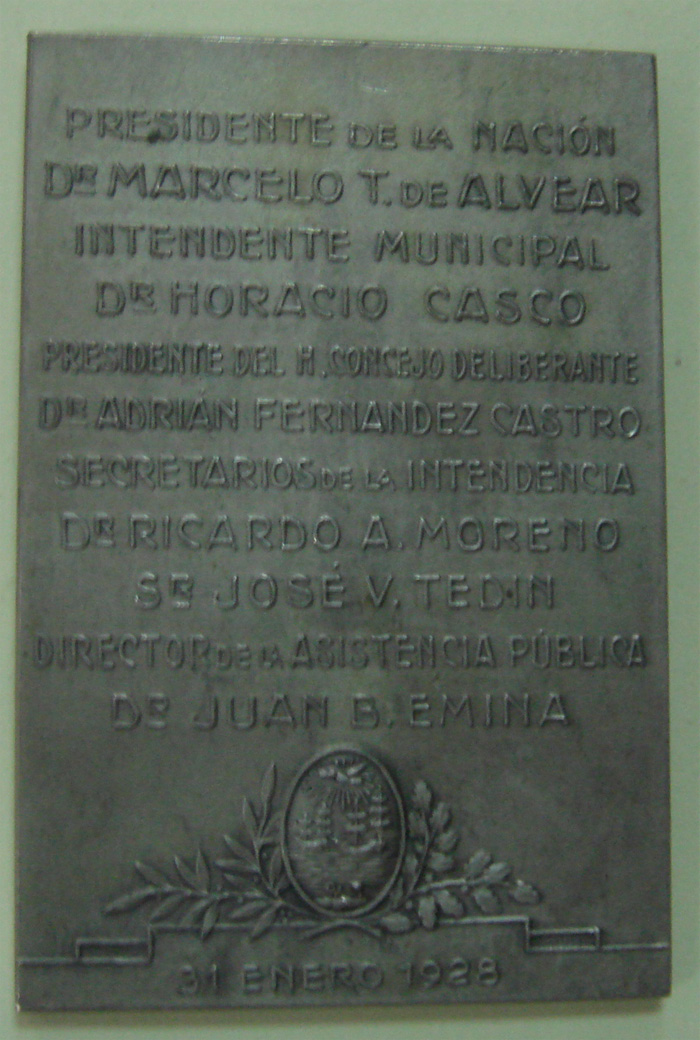 PRESIDENTE DE LA NACIÓN
DR MARCELO T. DE ALVEAR
INTENDENTE MUNICIPAL
DR HORACIO CASCO
PRESIDENTE DEL H. CONCEJO DELIBERANTE
DR ADRIÁN FERNANDEZ CASTRO
SECRETARIOS DE LA INTENDENCIA
DR RICARDO A. MORENO
SR JOSÉ V. TEDIN
DIRECTOR DE LA ASISTENCIA PÚBLICA
DR JUAN B. EMINA
31 ENERO 1928